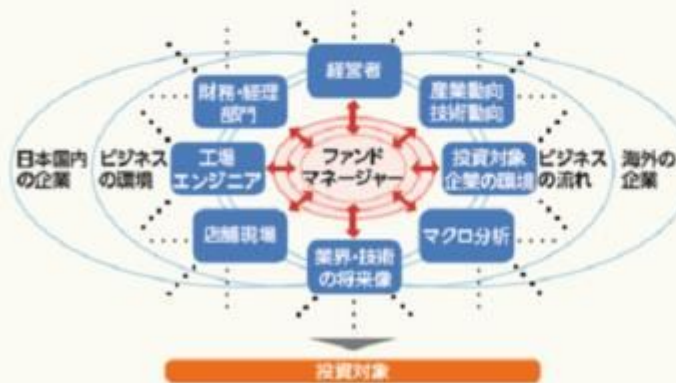 経営者
財務・経理
部門
産業動向
技術動向
日本国内
の企業
ビジネス
の環境
工場
エンジニア
ファンド
マネージャー
投資対象
企業の環境
ビジネス
の流れ
海外の
企業
店舗現場
マクロ分析
業界・技術
の将来像
投資対象